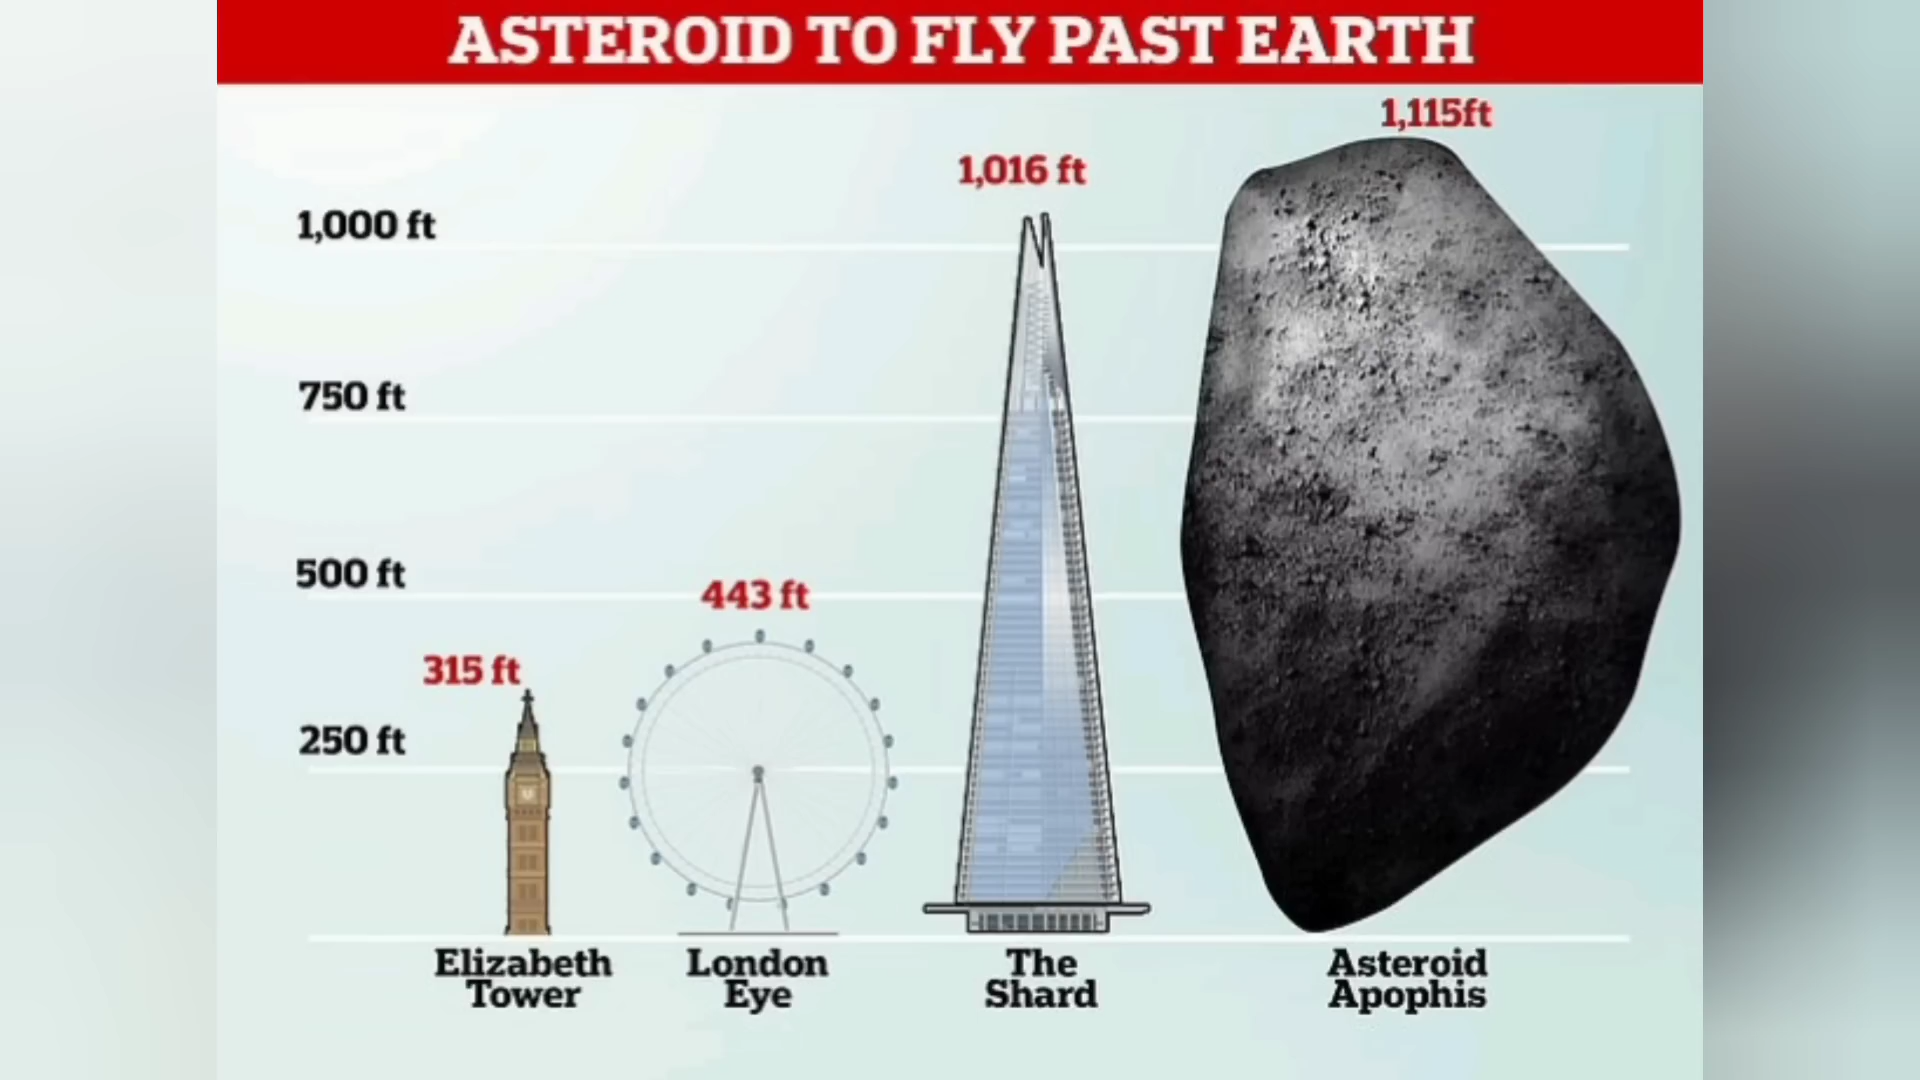 ASTEROID TO FLY PAST EARTH
1,115ft
1,016 ft
1,000 ft
750 ft
500 ft
443 ft
315 ft
250 ft
Elizabeth
Tower
London
Eye
The
Shard
Asteroid
Apophis